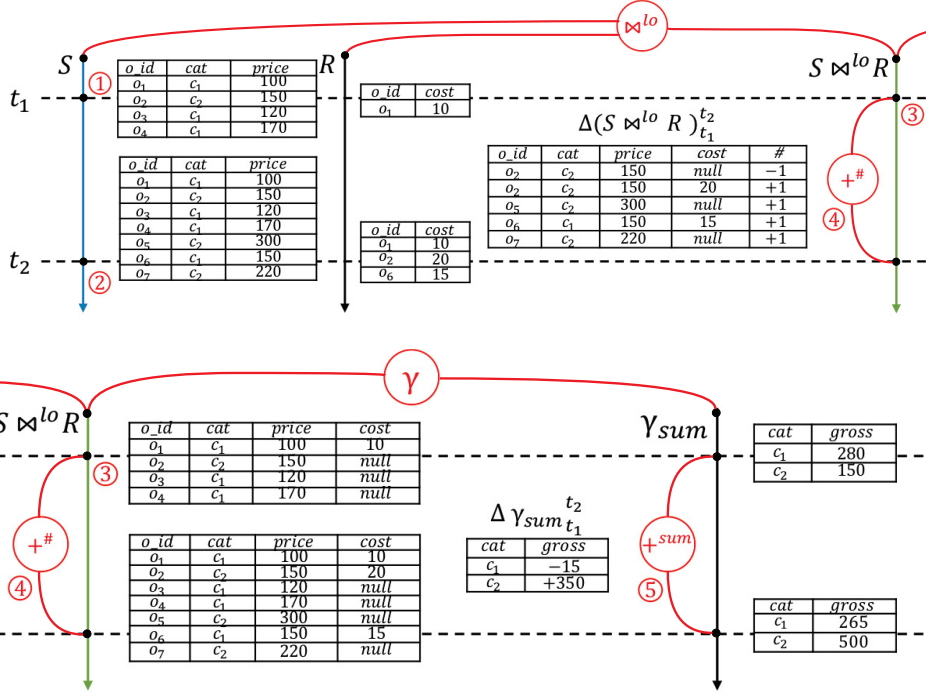 ⋈ˡᵒ
S
R
S ⋈ˡᵒ R
①
o_id cat price
o₁ c₁ 100
o₂ c₂ 150
o₃ c₁ 120
o₄ c₁ 170
t₁
o_id cost
o₁ 10
③
Δ(S ⋈ˡᵒ R)ₜ₁ᵗ²
o_id cat price cost #
o₂ c₂ 150 null −1
o₂ c₂ 150 20 +1
o₅ c₂ 300 null +1
o₆ c₁ 150 15 +1
o₇ c₂ 220 null +1
+#
④
o_id cat price
o₁ c₁ 100
o₂ c₂ 150
o₃ c₁ 120
o₄ c₁ 170
o₅ c₂ 300
o₆ c₁ 150
o₇ c₂ 220
o_id cost
o₁ 10
o₂ 20
o₆ 15
t₂
②
γ
S ⋈ˡᵒ R
γsum
③
o_id cat price cost
o₁ c₁ 100 10
o₂ c₂ 150 null
o₃ c₁ 120 null
o₄ c₁ 170 null
cat gross
c₁ 280
c₂ 150
Δ γsum ₜ₁ᵗ²
cat gross
c₁ −15
c₂ +350
+#
④
+sum
⑤
o_id cat price cost
o₁ c₁ 100 10
o₂ c₂ 150 20
o₃ c₁ 120 null
o₄ c₁ 170 null
o₅ c₂ 300 null
o₆ c₁ 150 15
o₇ c₂ 220 null
cat gross
c₁ 265
c₂ 500